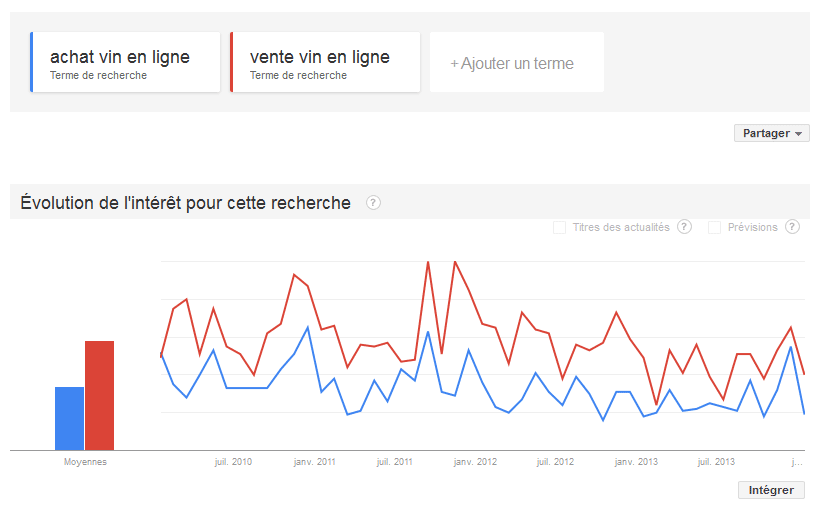 achat vin en ligne
Terme de recherche
vente vin en ligne
Terme de recherche
+ Ajouter un terme
Partager
Évolution de l'intérêt pour cette recherche
?
Titres des actualités
?
Prévisions
?
Moyennes
juil. 2010
janv. 2011
juil. 2011
janv. 2012
juil. 2012
janv. 2013
juil. 2013
j...
Intégrer